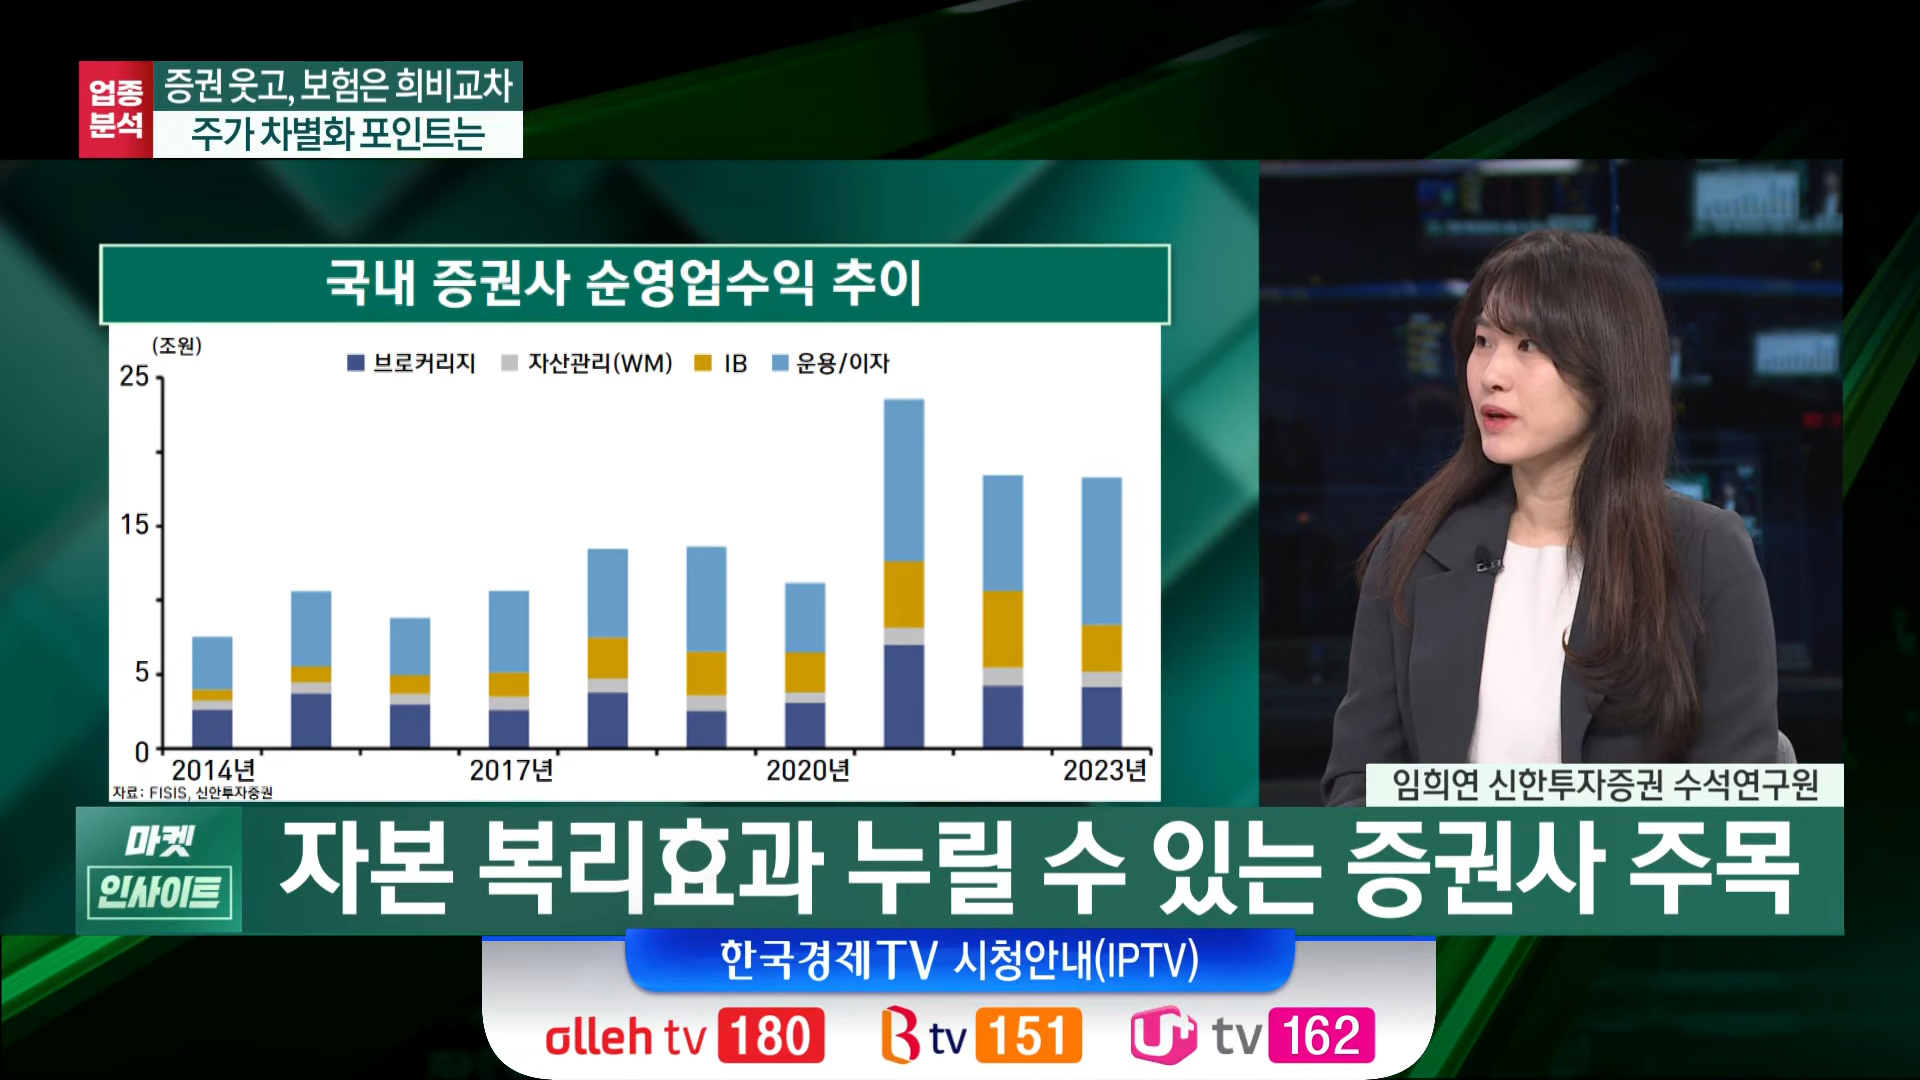 업종
분석
증권 웃고, 보험은 희비교차
주가 차별화 포인트는
국내 증권사 순영업수익 추이
(조원)
브로커리지 자산관리(WM) IB 운용/이자
25
15
5
0
2014년 2017년 2020년 2023년
자료: FISIS, 신한투자증권
임희연 신한투자증권 수석연구원
마켓
인사이트
자본 복리효과 누릴 수 있는 증권사 주목
한국경제TV 시청안내(IPTV)
olleh tv 180 B tv 151 U+ tv 162